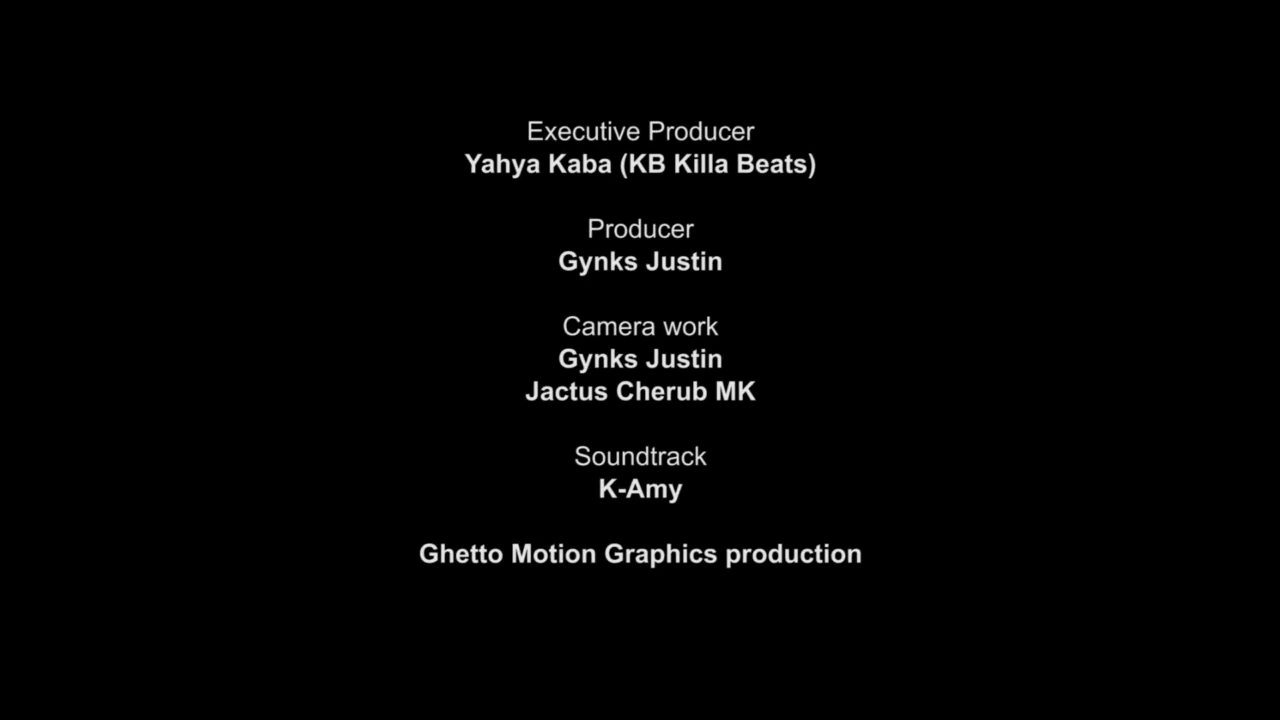 Executive Producer
Yahya Kaba (KB Killa Beats)
Producer
Gynks Justin
Camera work
Gynks Justin
Jactus Cherub MK
Soundtrack
K-Amy
Ghetto Motion Graphics production